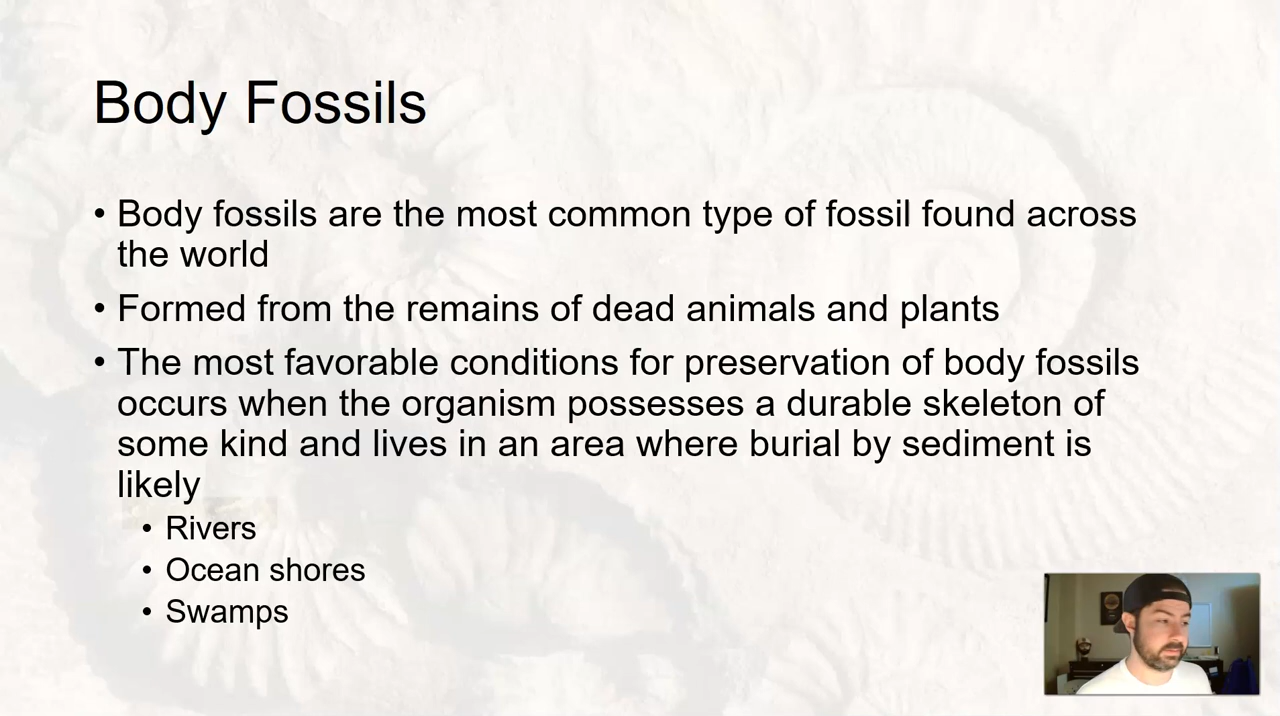 Body Fossils
• Body fossils are the most common type of fossil found across
the world
• Formed from the remains of dead animals and plants
• The most favorable conditions for preservation of body fossils
occurs when the organism possesses a durable skeleton of
some kind and lives in an area where burial by sediment is
likely
• Rivers
• Ocean shores
• Swamps